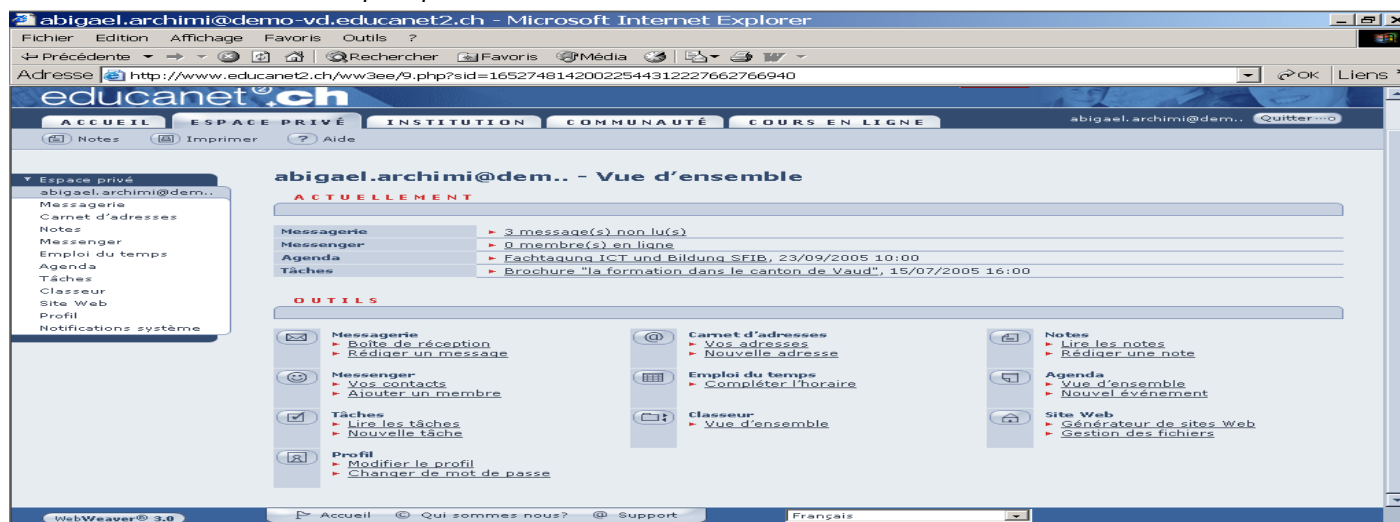 abigael.archimi@demo-vd.educanet2.ch - Microsoft Internet Explorer
Fichier Edition Affichage Favoris Outils ?
Précédente Rechercher Favoris Média
Adresse http://www.educanet2.ch/ww3ee/9.php?sid=16527481420022544312227662766940 OK Liens
educanet² .ch
ACCUEIL ESPACE PRIVÉ INSTITUTION COMMUNAUTÉ COURS EN LIGNE abigael.archimi@dem.. Quitter
Notes Imprimer ? Aide
Espace privé
abigael.archimi@dem..
Messagerie
Carnet d'adresses
Notes
Messenger
Emploi du temps
Agenda
Tâches
Classeur
Site Web
Profil
Notifications système
abigael.archimi@dem.. - Vue d'ensemble
ACTUELLEMENT
Messagerie 3 message(s) non lu(s)
Messenger 0 membre(s) en ligne
Agenda Fachtagung ICT und Bildung SFIB, 23/09/2005 10:00
Tâches Brochure "la formation dans le canton de Vaud", 15/07/2005 16:00
OUTILS
Messagerie
Boîte de réception
Rédiger un message
Carnet d'adresses
Vos adresses
Nouvelle adresse
Notes
Lire les notes
Rédiger une note
Messenger
Vos contacts
Ajouter un membre
Emploi du temps
Compléter l'horaire
Agenda
Vue d'ensemble
Nouvel événement
Tâches
Lire les tâches
Nouvelle tâche
Classeur
Vue d'ensemble
Site Web
Générateur de sites Web
Gestion des fichiers
Profil
Modifier le profil
Changer de mot de passe
WebWeaver® 3.0 Accueil © Qui sommes nous? @ Support Français